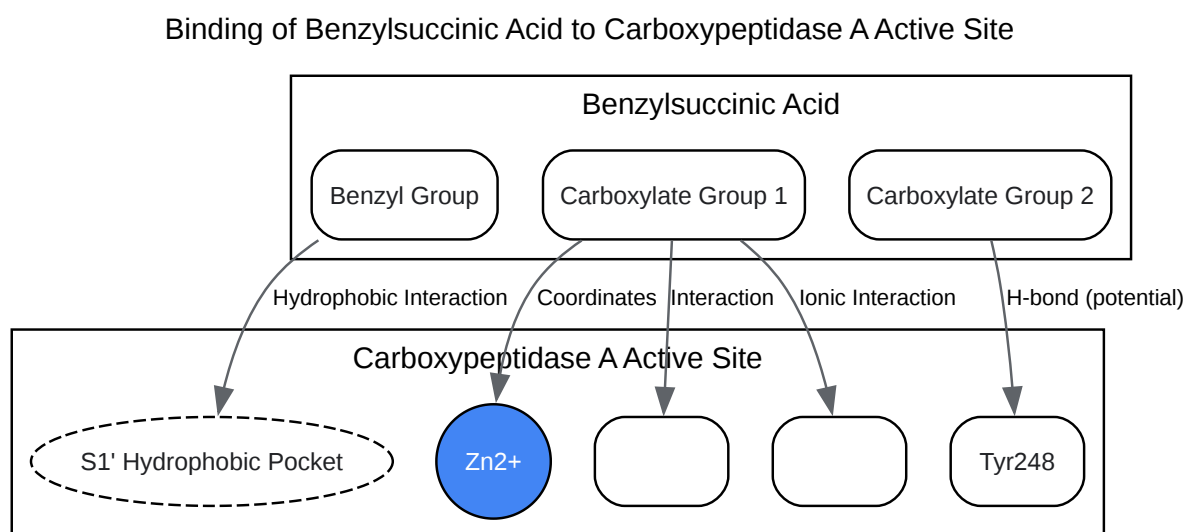 Binding of Benzylsuccinic Acid to Carboxypeptidase A Active Site
Benzylsuccinic Acid
Benzyl Group
Carboxylate Group 1
Carboxylate Group 2
Hydrophobic Interaction
Coordinates
Interaction
Ionic Interaction
H-bond (potential)
Carboxypeptidase A Active Site
S1' Hydrophobic Pocket
Zn2+
Tyr248